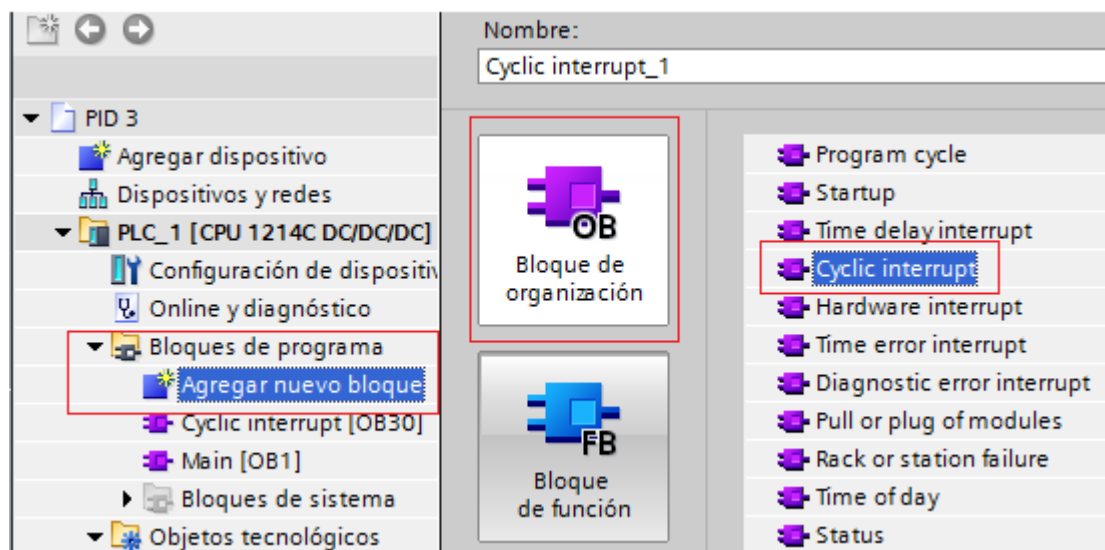 PID 3
Agregar dispositivo
Dispositivos y redes
PLC_1 [CPU 1214C DC/DC/DC]
Configuración de dispositiv
Online y diagnóstico
Bloques de programa
Agregar nuevo bloque
Cyclic interrupt [OB30]
Main [OB1]
Bloques de sistema
Objetos tecnológicos
Nombre:
Cyclic interrupt_1
OB
Bloque de
organización
FB
Bloque
de función
Program cycle
Startup
Time delay interrupt
Cyclic interrupt
Hardware interrupt
Time error interrupt
Diagnostic error interrupt
Pull or plug of modules
Rack or station failure
Time of day
Status